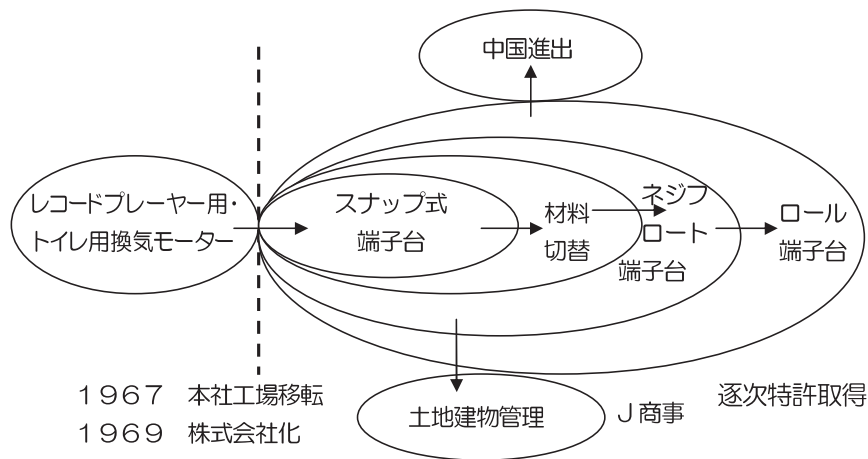 中国進出
レコードプレーヤー用・
トイレ用換気モーター
スナップ式
端子台
材料
切替
ネジフ
ロート
端子台
ロール
端子台
1967 本社工場移転
1969 株式会社化
土地建物管理
J商事
逐次特許取得